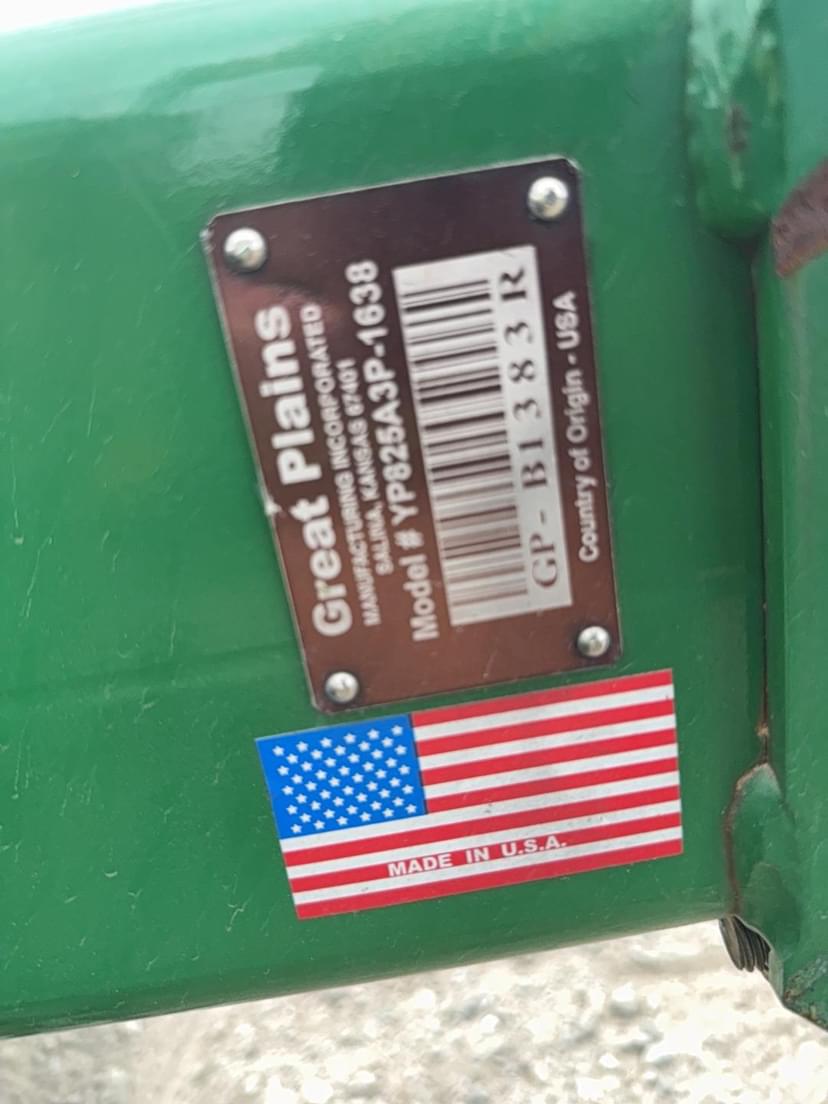 Great Plains
MANUFACTURING INCORPORATED
SALINA, KANSAS 67401
Model # YP825A3P-1638
GP - B1383R
Country of Origin - USA
MADE IN U.S.A.